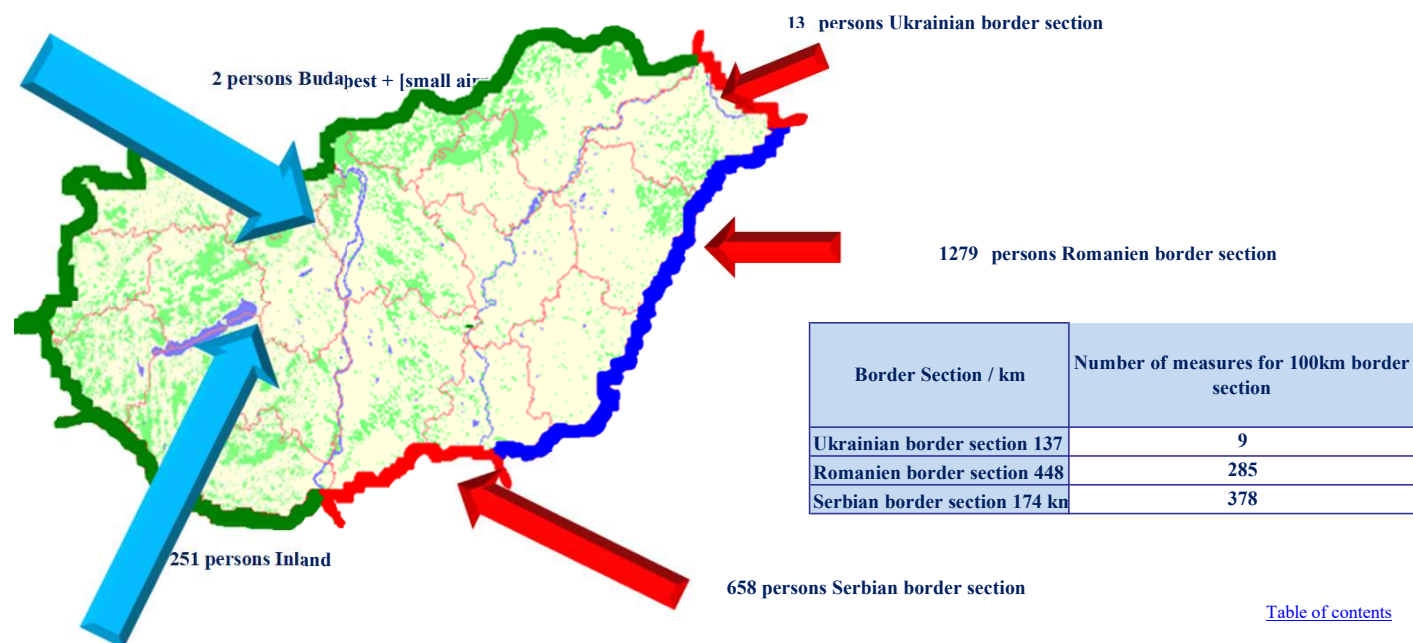 13 persons Ukrainian border section
2 persons Budapest + [small air
1279 persons Romanien border section
Border Section / km
Number of measures for 100km border
section
Ukrainian border section 137
9
Romanien border section 448
285
Serbian border section 174 km
378
251 persons Inland
658 persons Serbian border section
Table of contents